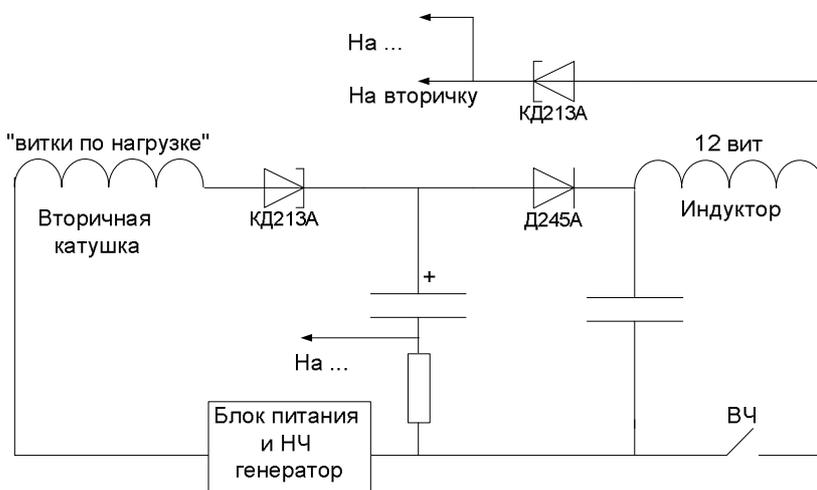 На ...
На вторичку
КД213А
"витки по нагрузке"
12 вит
Вторичная
катушка
КД213А
Д245А
Индуктор
+
На ...
Блок питания
и НЧ
генератор
ВЧ